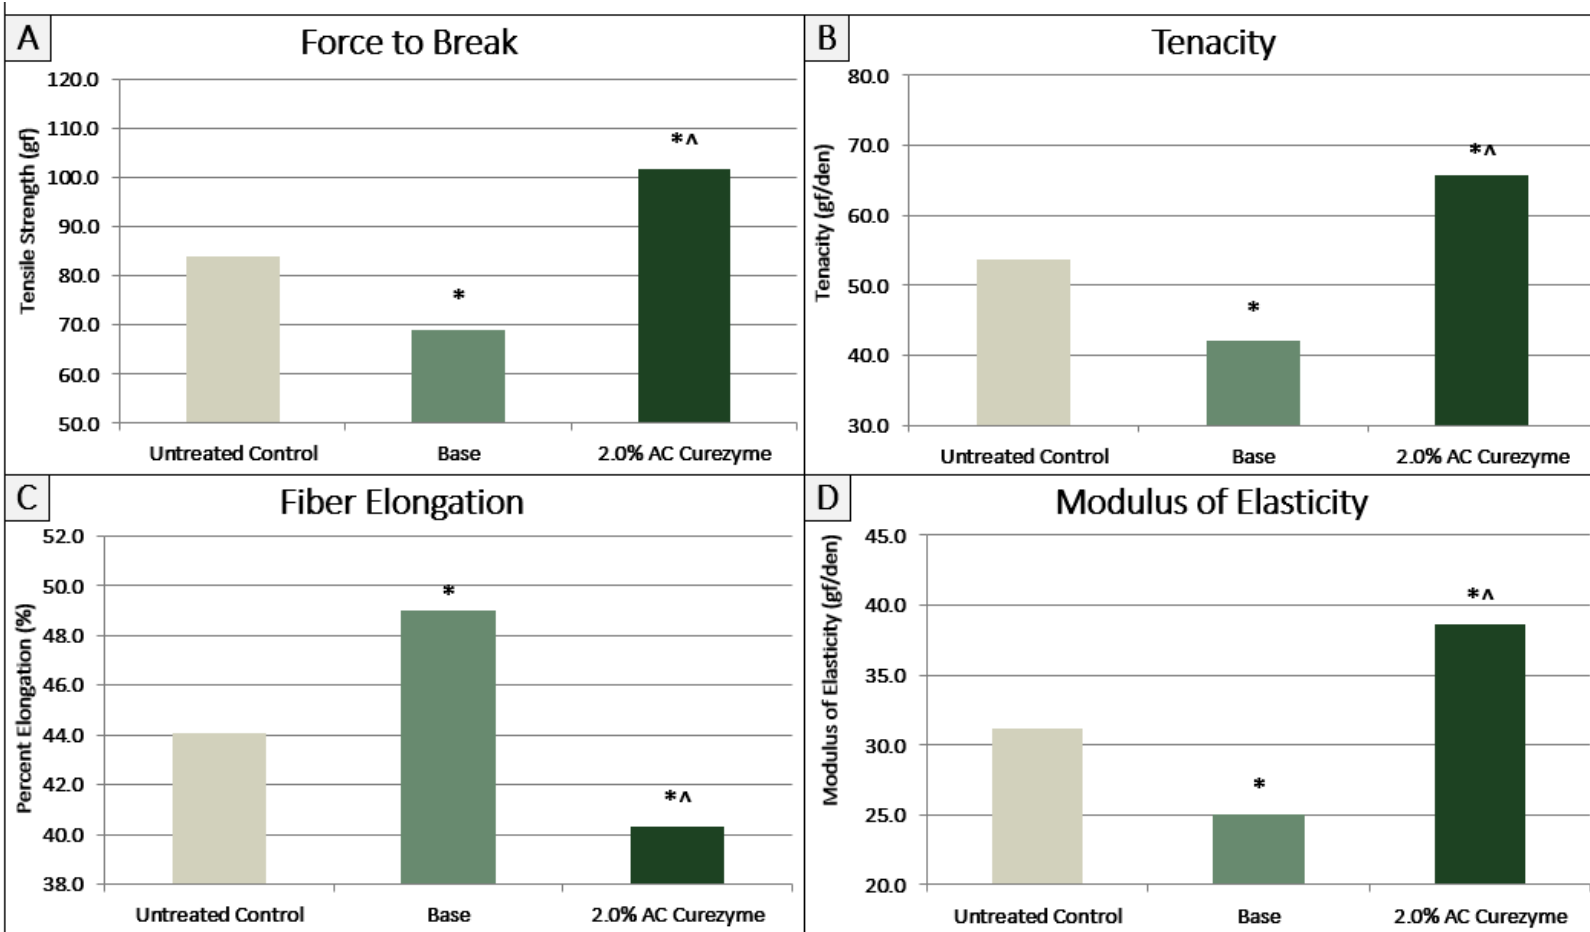 A
Force to Break
Tensile Strength (gf)
120.0
110.0
100.0
90.0
80.0
70.0
60.0
50.0
*
*^
Untreated Control
Base
2.0% AC Curezyme
B
Tenacity
Tenacity (gf/den)
80.0
70.0
60.0
50.0
40.0
30.0
*
*^
Untreated Control
Base
2.0% AC Curezyme
C
Fiber Elongation
Percent Elongation (%)
52.0
50.0
48.0
46.0
44.0
42.0
40.0
38.0
*
*^
Untreated Control
Base
2.0% AC Curezyme
D
Modulus of Elasticity
Modulus of Elasticity (gf/den)
45.0
40.0
35.0
30.0
25.0
20.0
*
*^
Untreated Control
Base
2.0% AC Curezyme